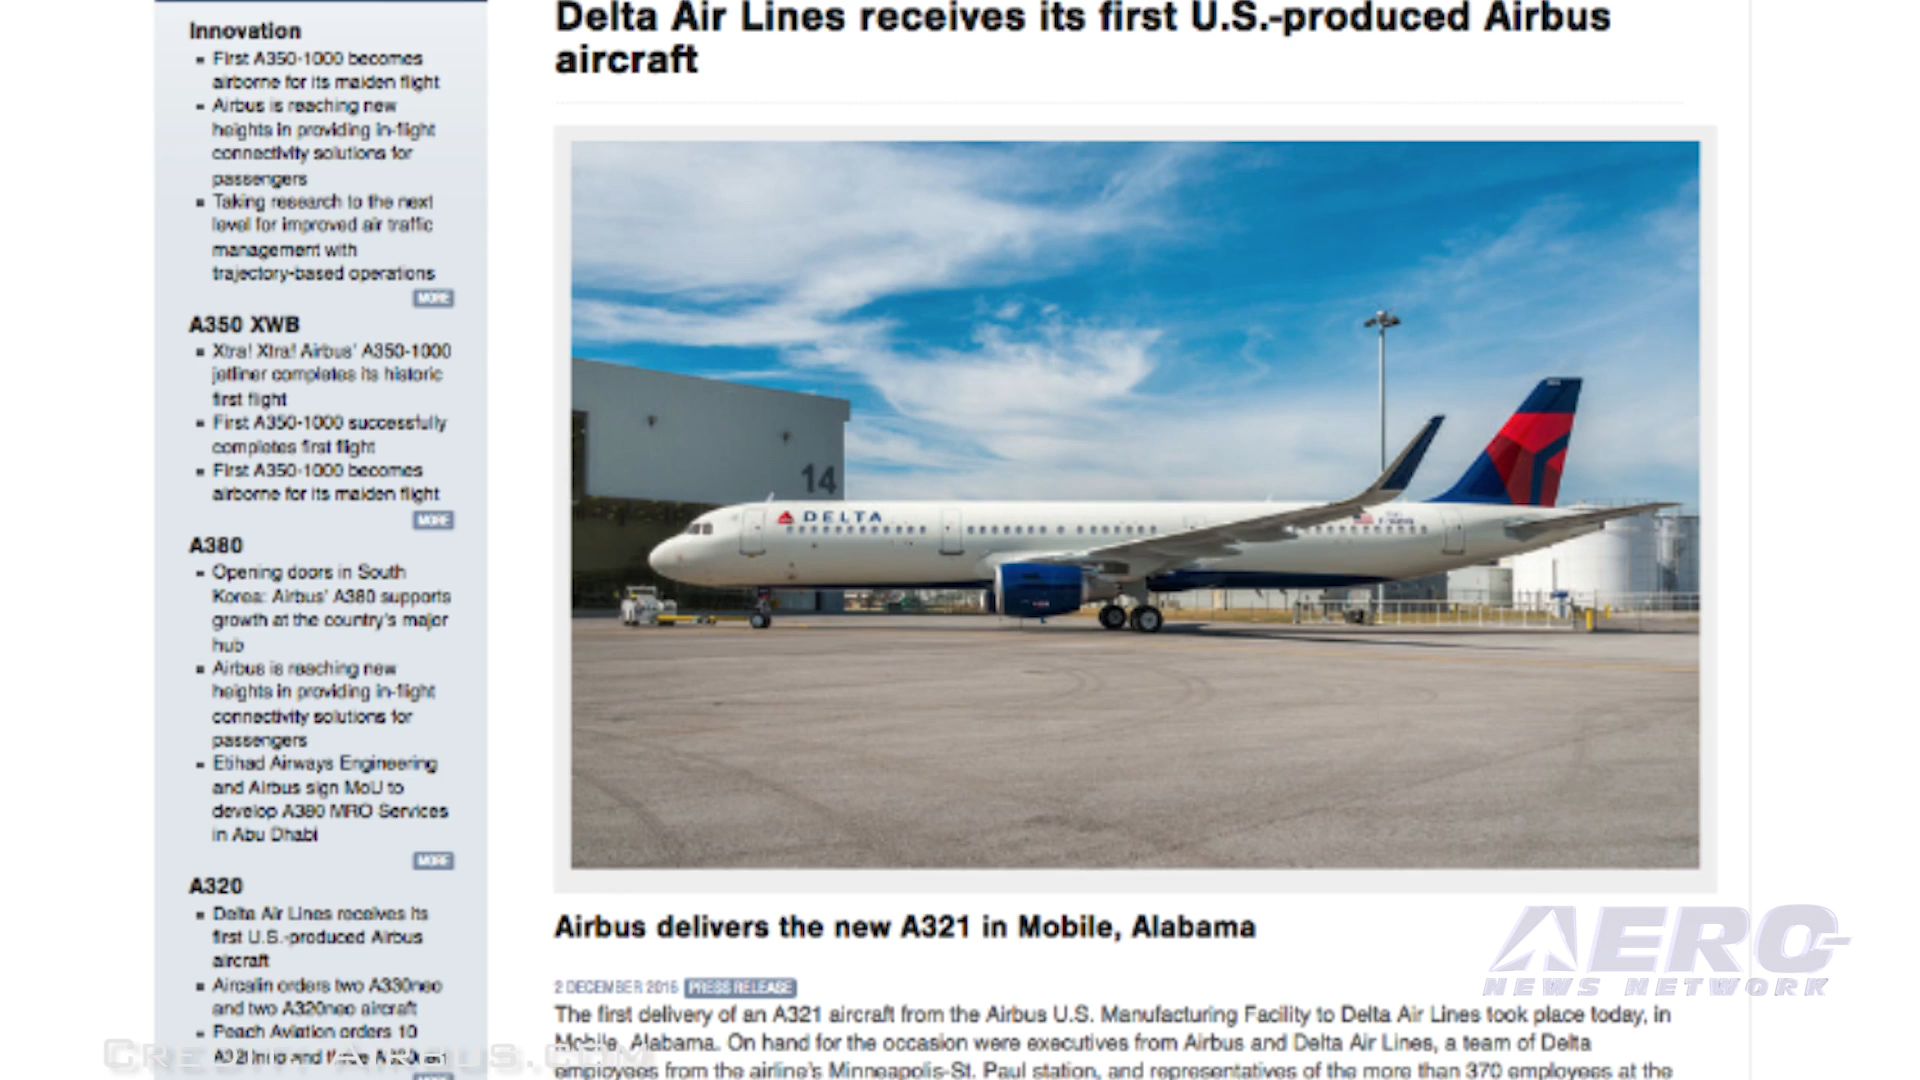 Innovation
First A350-1000 becomes
airborne for its maiden flight
Airbus is reaching new
heights in providing in-flight
connectivity solutions for
passengers
Taking research to the next
level for improved air traffic
management with
trajectory-based operations
MORE
A350 XWB
Xtra! Xtra! Airbus' A350-1000
jetliner completes its historic
first flight
First A350-1000 successfully
completes first flight
First A350-1000 becomes
airborne for its maiden flight
MORE
A380
Opening doors in South
Korea: Airbus' A380 supports
growth at the country's major
hub
Airbus is reaching new
heights in providing in-flight
connectivity solutions for
passengers
Etihad Airways Engineering
and Airbus sign MoU to
develop A380 MRO Services
in Abu Dhabi
MORE
A320
Delta Air Lines receives its
first U.S.-produced Airbus
aircraft
Aircalin orders two A330neo
and two A320neo aircraft
Peach Aviation orders 10
A320neo and three A320ceo
MORE
Credit: Airbus.com
Delta Air Lines receives its first U.S.-produced Airbus
aircraft
14
DELTA
Airbus delivers the new A321 in Mobile, Alabama
2 DECEMBER 2016 PRESS RELEASE
The first delivery of an A321 aircraft from the Airbus U.S. Manufacturing Facility to Delta Air Lines took place today, in
Mobile, Alabama. On hand for the occasion were executives from Airbus and Delta Air Lines, a team of Delta
employees from the airline's Minneapolis-St. Paul station, and representatives of the more than 370 employees at the
AERO
NEWS NETWORK